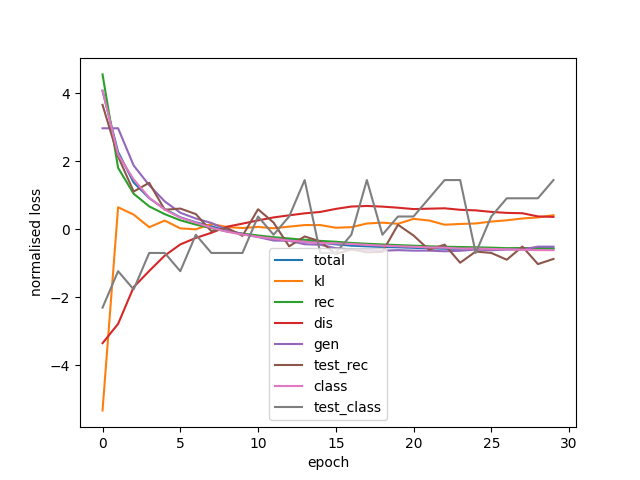 4
2
0
−2
−4
normalised loss
total
kl
rec
dis
gen
test_rec
class
test_class
0 5 10 15 20 25 30
epoch